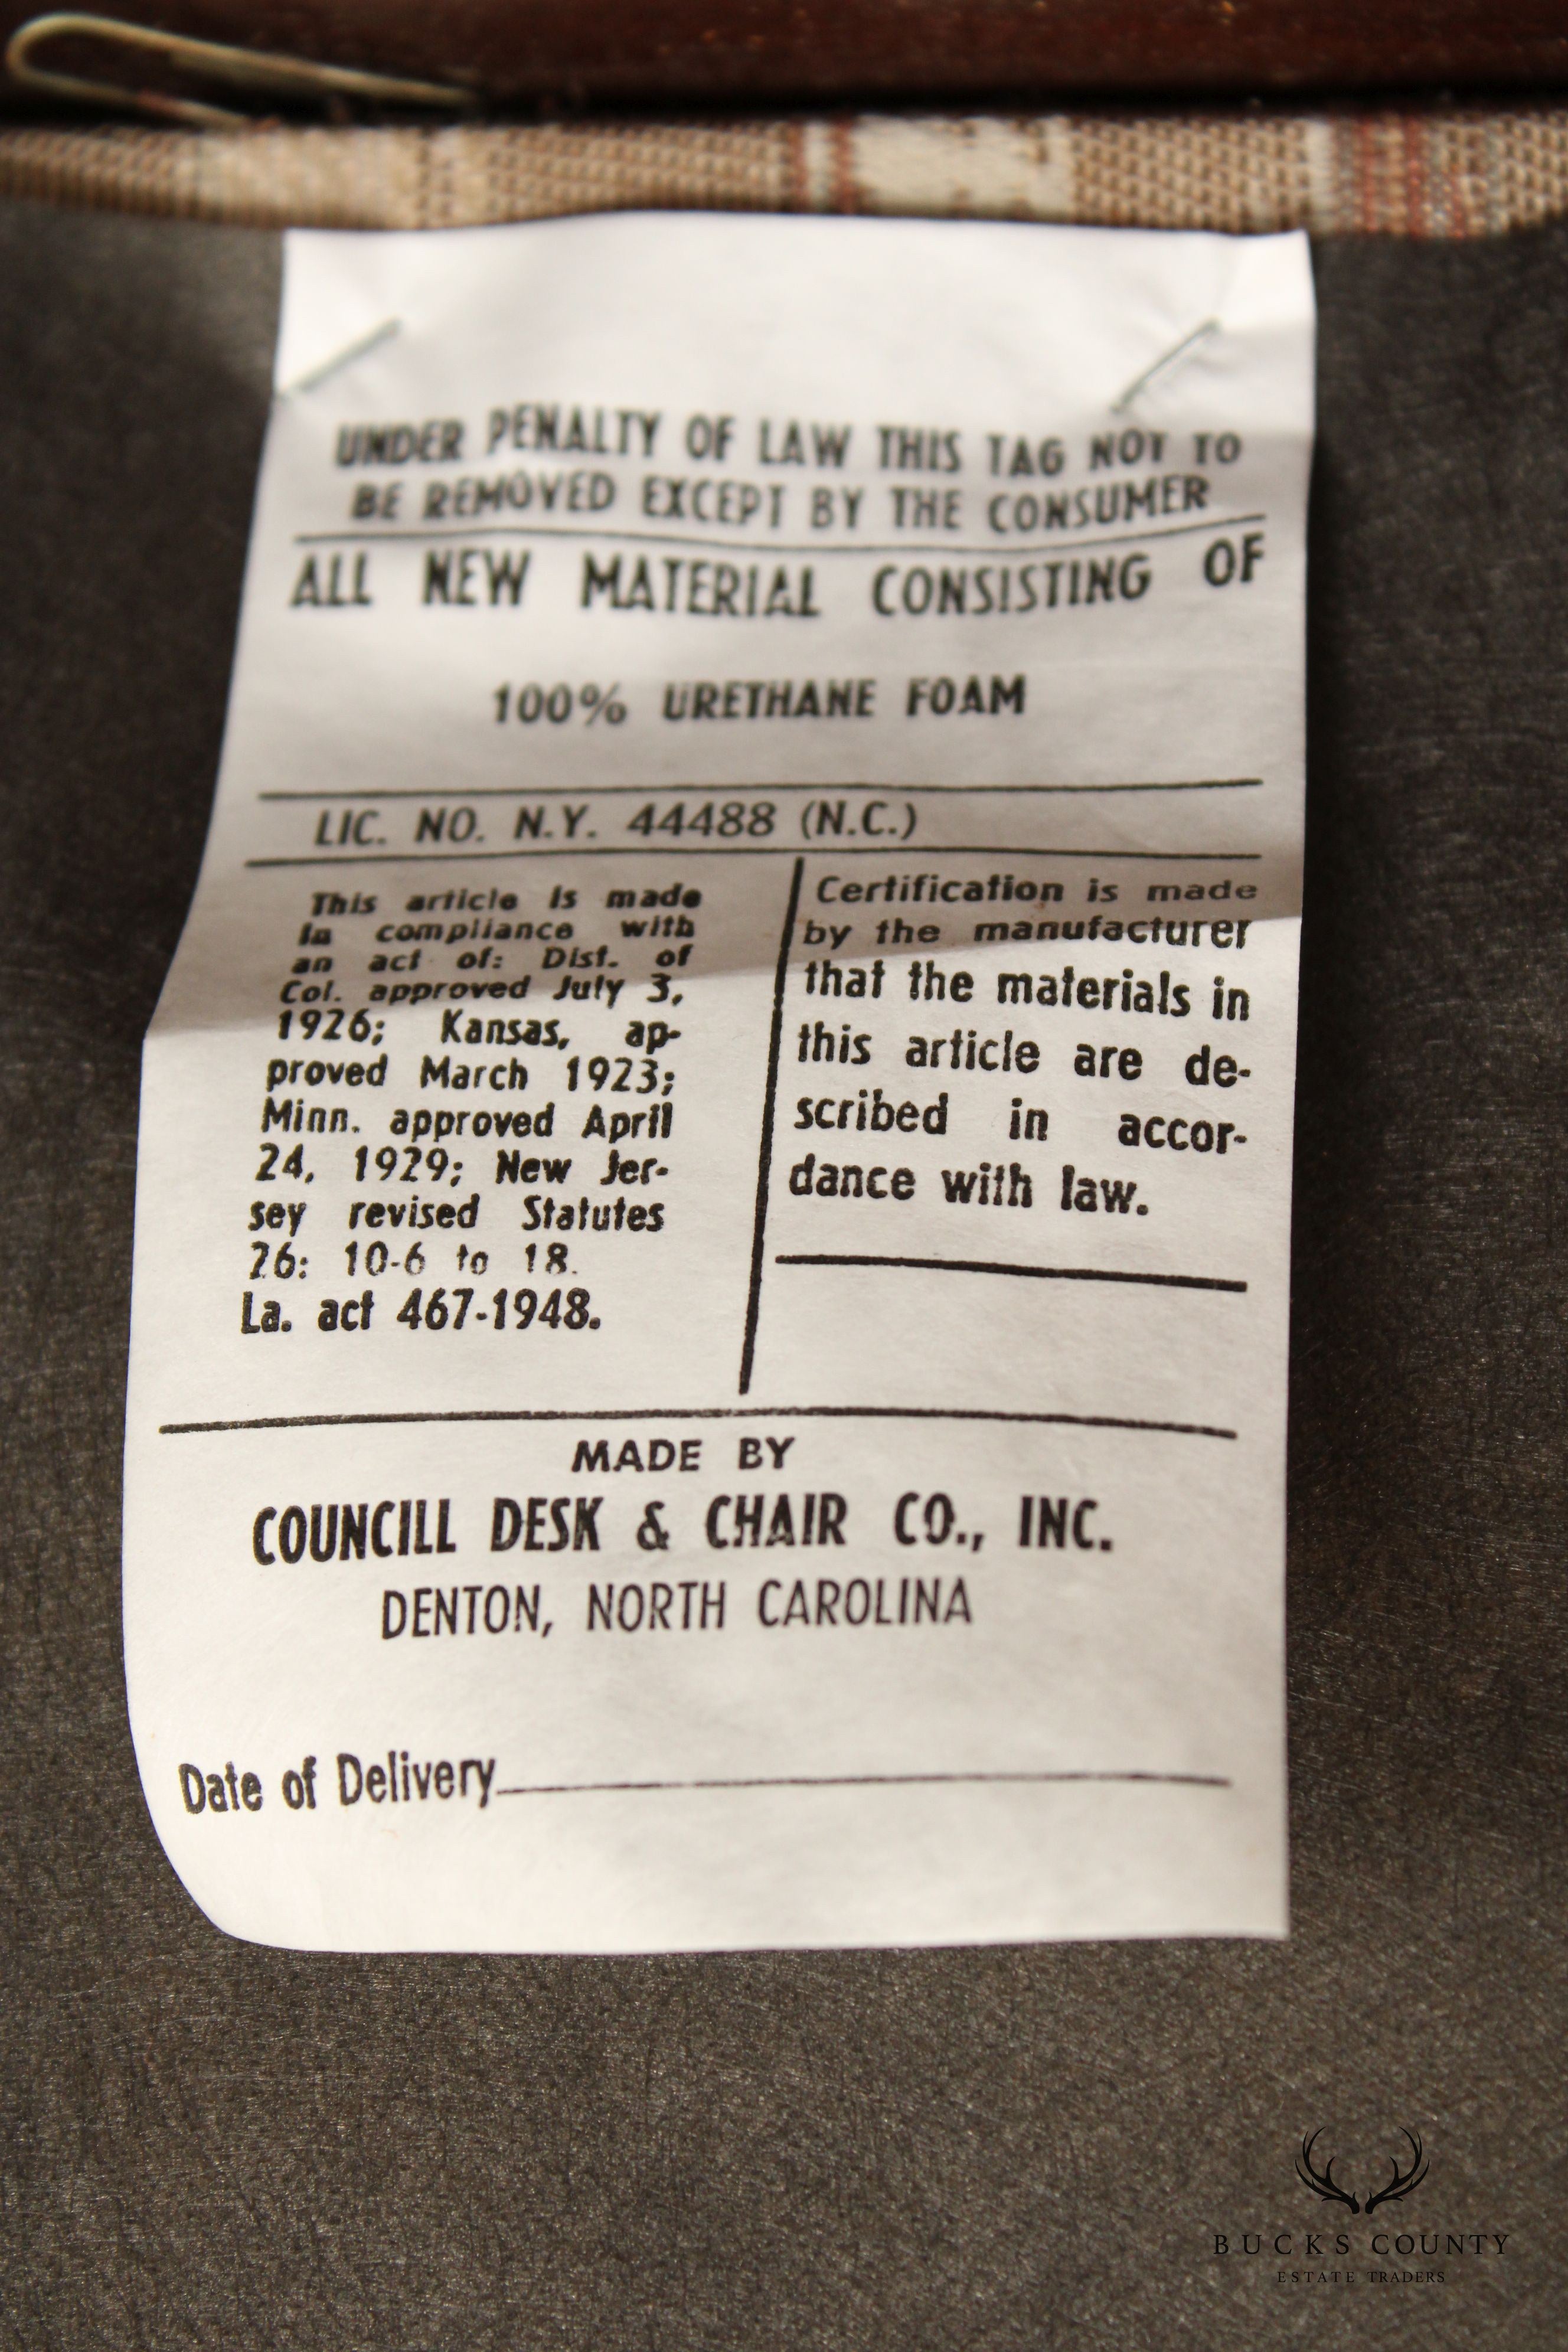 UNDER PENALTY OF LAW THIS TAG NOT TO
BE REMOVED EXCEPT BY THE CONSUMER
ALL NEW MATERIAL CONSISTING OF
100% URETHANE FOAM
LIC. NO. N.Y. 44488 (N.C.)
This article is made
in compliance with
an act of: Dist. of
Col. approved July 3,
1926; Kansas, ap-
proved March 1923;
Minn. approved April
24, 1929; New Jer-
sey revised Statutes
26: 10-6 to 18.
La. act 467-1948.
Certification is made
by the manufacturer
that the materials in
this article are de-
scribed in accor-
dance with law.
MADE BY
COUNCILL DESK & CHAIR CO., INC.
DENTON, NORTH CAROLINA
Date of Delivery
BUCKS COUNTY
ESTATE TRADERS